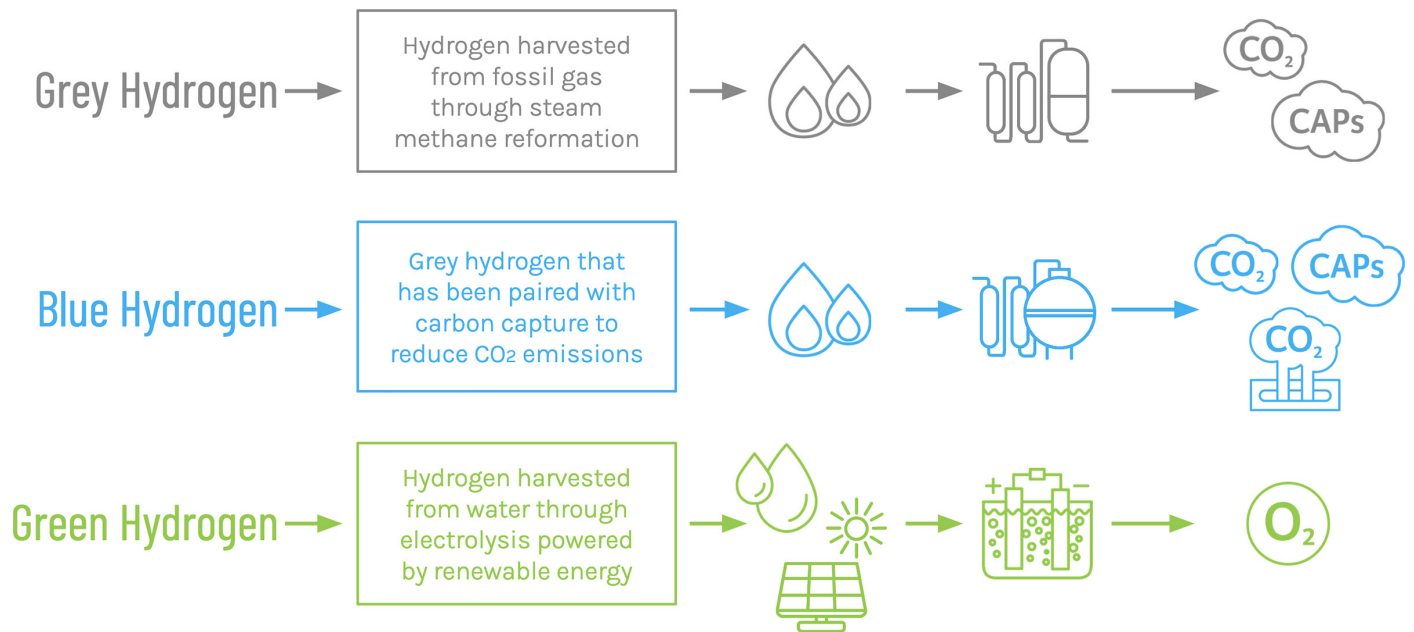 Grey Hydrogen
Hydrogen harvested
from fossil gas
through steam
methane reformation
CO₂
CAPs
Blue Hydrogen
Grey hydrogen that
has been paired with
carbon capture to
reduce CO₂ emissions
CO₂
CAPs
CO₂
Green Hydrogen
Hydrogen harvested
from water through
electrolysis powered
by renewable energy
+ −
O₂